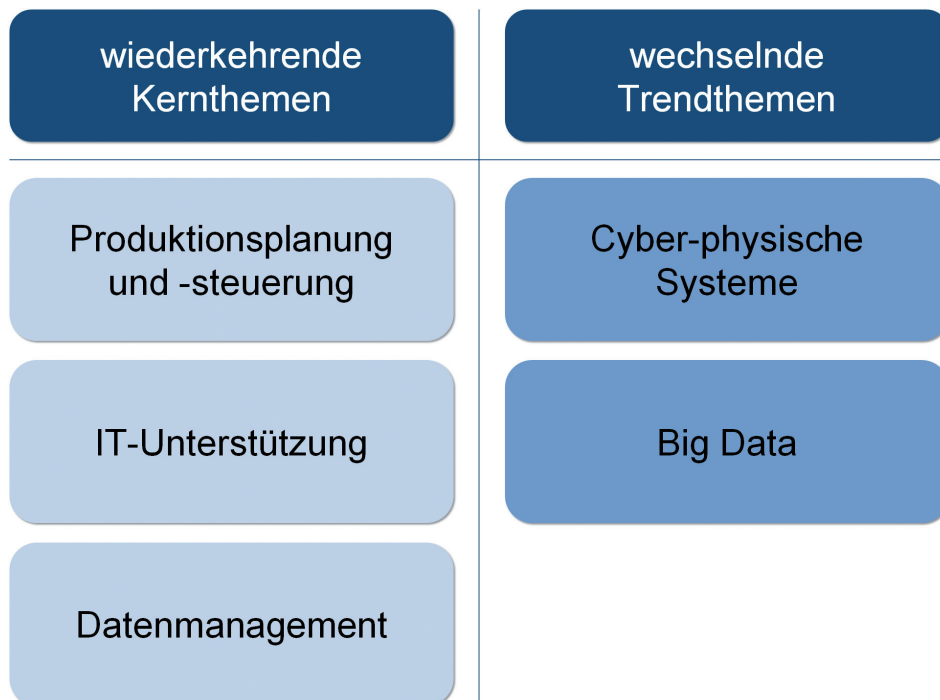 wiederkehrende
Kernthemen
wechselnde
Trendthemen
Produktionsplanung
und -steuerung
Cyber-physische
Systeme
IT-Unterstützung
Big Data
Datenmanagement